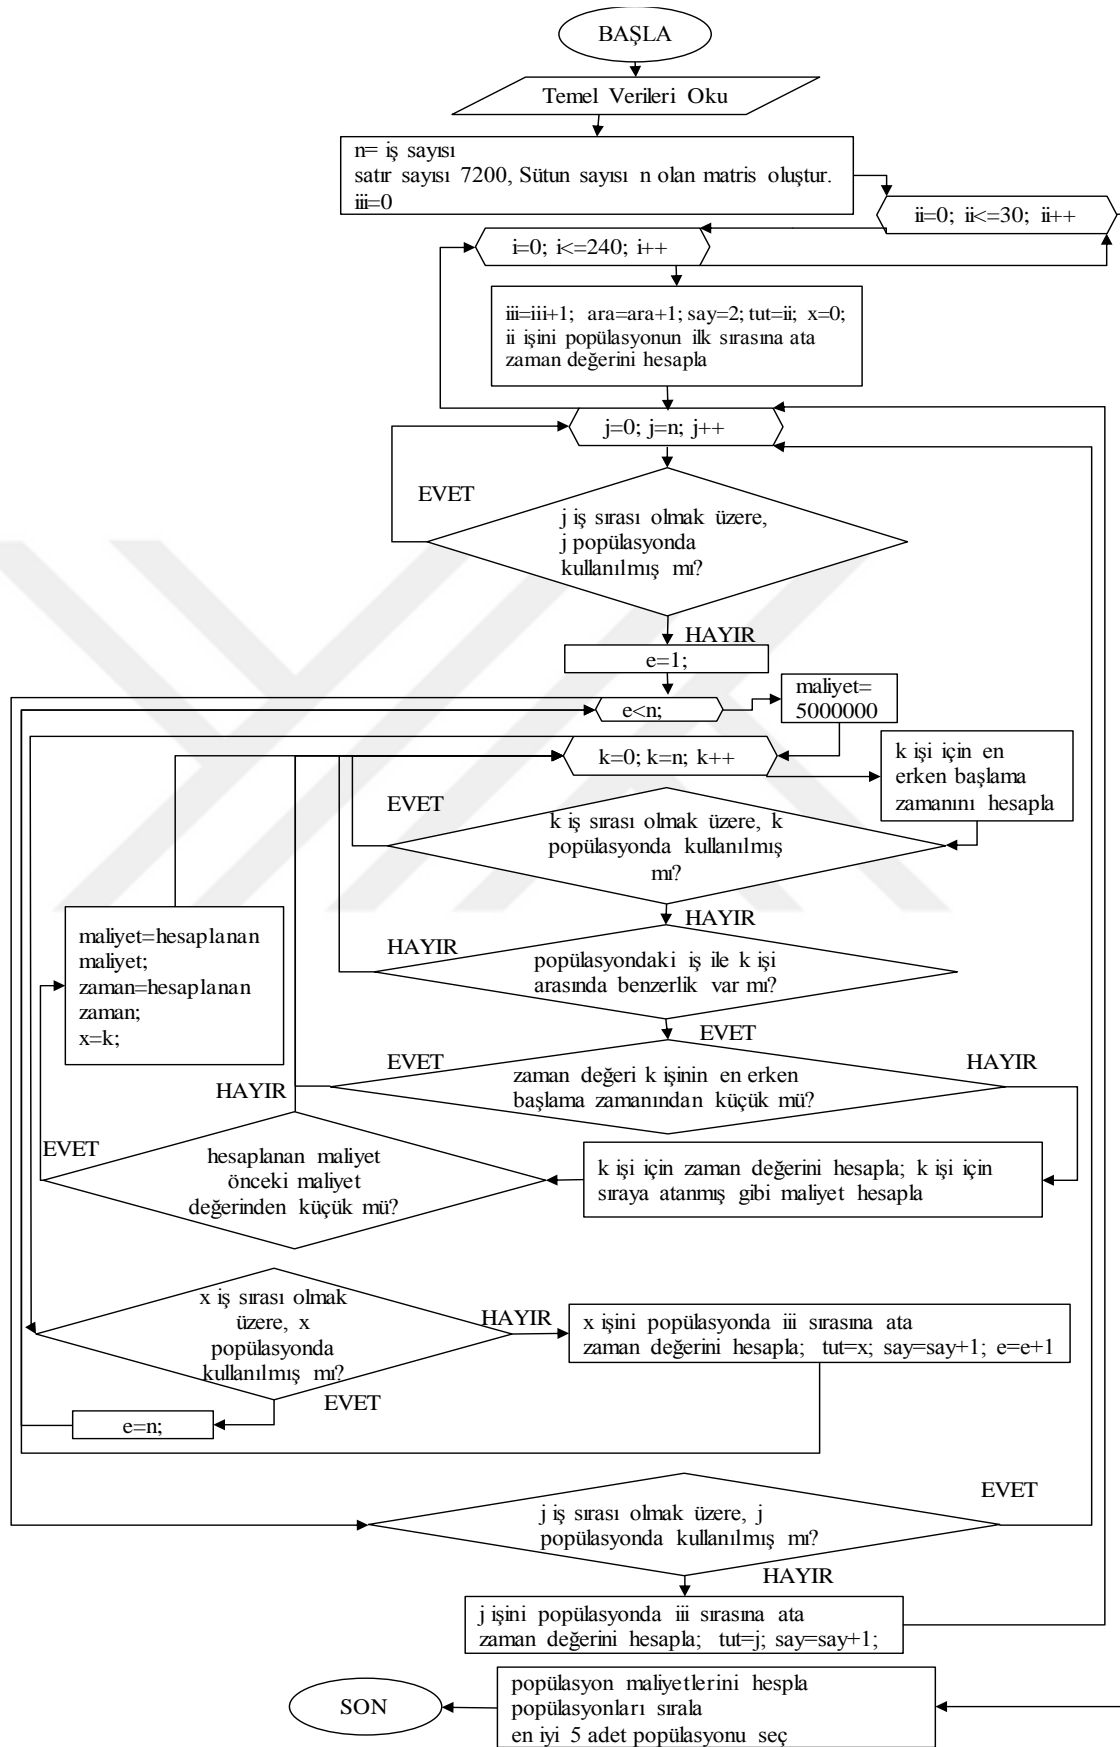 BAŞLA
Temel Verileri Oku
n= iş sayısı
satır sayısı 7200, Sütun sayısı n olan matris oluştur.
iii=0
ii=0; ii<=30; ii++
i=0; i<=240; i++
iii=iii+1; ara=ara+1; say=2; tut=ii; x=0;
ii işini popülasyonun ilk sırasına ata
zaman değerini hesapla
j=0; j=n; j++
EVET
j iş sırası olmak üzere,
j popülasyonda
kullanılmış mı?
HAYIR
e=1;
e<n;
maliyet=
5000000
k=0; k=n; k++
k işi için en
erken başlama
zamanını hesapla
EVET
k iş sırası olmak üzere, k
popülasyonda kullanılmış
mı?
HAYIR
HAYIR
popülasyondaki iş ile k işi
arasında benzerlik var mı?
maliyet=hesaplanan
maliyet;
zaman=hesaplanan
zaman;
x=k;
EVET
EVET
HAYIR
zaman değeri k işinin en erken
başlama zamanından küçük mü?
HAYIR
EVET
hesaplanan maliyet
önceki maliyet
değerinden küçük mü?
k işi için zaman değerini hesapla; k işi için
sıraya atanmış gibi maliyet hesapla
x iş sırası olmak
üzere, x
popülasyonda
kullanılmış mı?
HAYIR
x işini popülasyonda iii sırasına ata
zaman değerini hesapla; tut=x; say=say+1; e=e+1
EVET
e=n;
j iş sırası olmak üzere, j
popülasyonda kullanılmış mı?
EVET
HAYIR
j işini popülasyonda iii sırasına ata
zaman değerini hesapla; tut=j; say=say+1;
popülasyon maliyetlerini hespla
popülasyonları sırala
en iyi 5 adet popülasyonu seç
SON